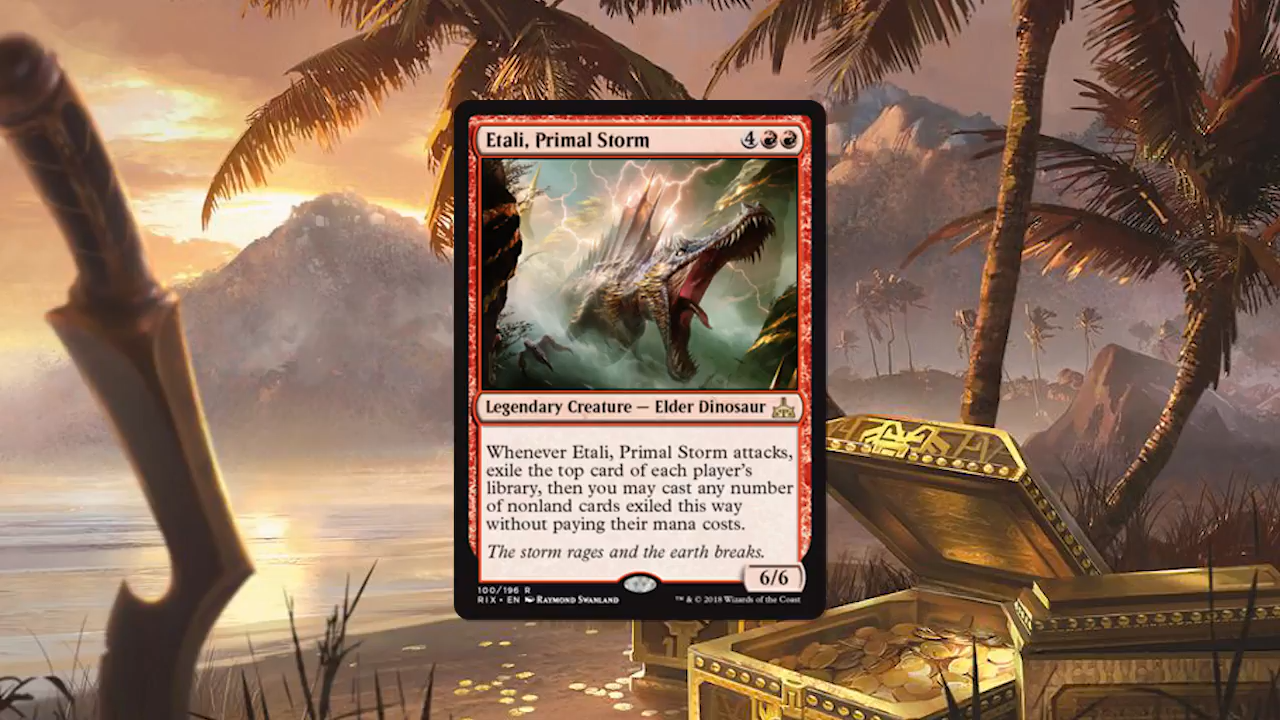 Etali, Primal Storm 4
Legendary Creature — Elder Dinosaur
Whenever Etali, Primal Storm attacks,
exile the top card of each player's
library, then you may cast any number
of nonland cards exiled this way
without paying their mana costs.
The storm rages and the earth breaks.
6/6
100/196 R
RIX • EN Raymond Swanland ™ & © 2018 Wizards of the Coast